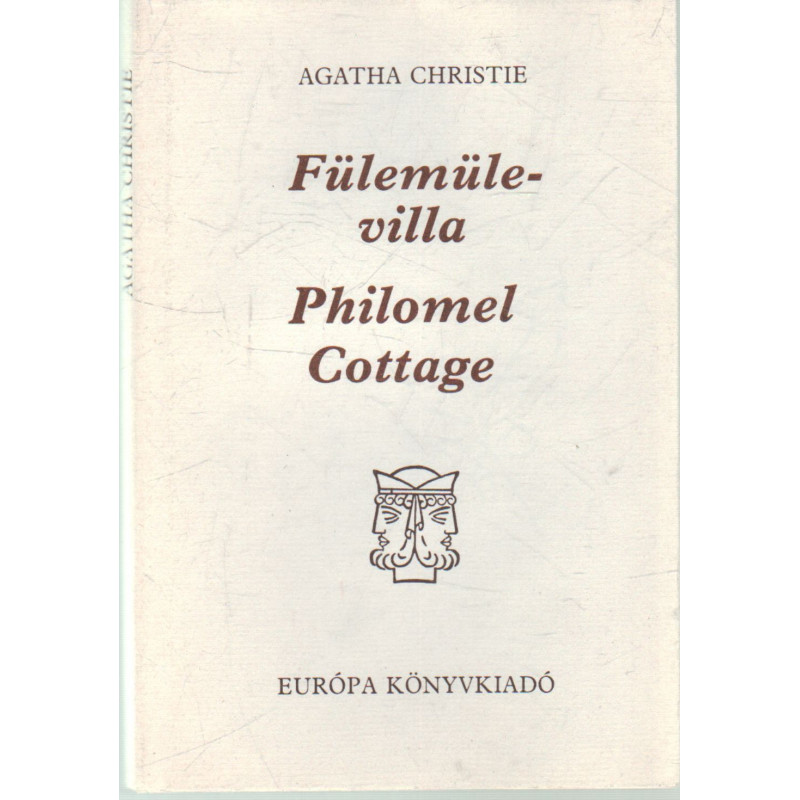 AGATHA CHRISTIE
AGATHA CHRISTIE
Fülemüle-
villa
Philomel
Cottage
EURÓPA KÖNYVKIADÓ